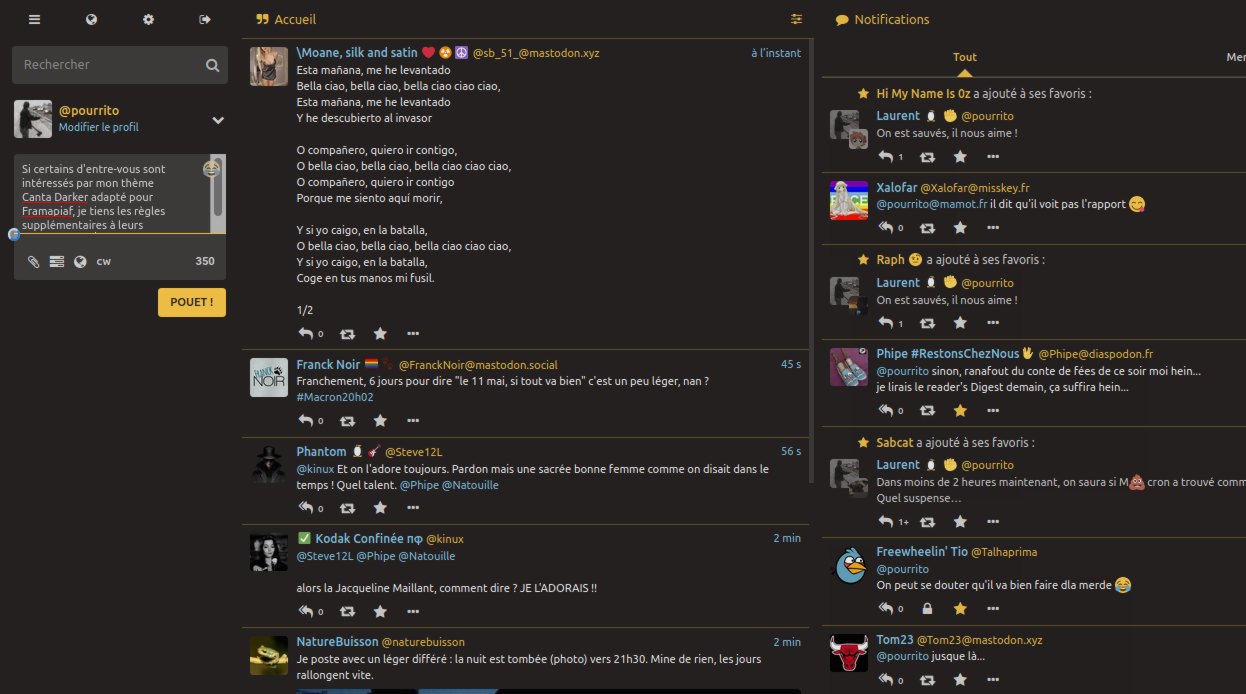 Rechercher
@pourrito
Modifier le profil
Si certains d'entre-vous sont
intéressés par mon thème
Canta Darker adapté pour
Framapiaf, je tiens les règles
supplémentaires à leurs
cw
350
POUET !
Accueil
\Moane, silk and satin @sb_51_@mastodon.xyz
à l'instant
Esta mañana, me he levantado
Bella ciao, bella ciao, bella ciao ciao ciao,
Esta mañana, me he levantado
Y he descubierto al invasor
O compañero, quiero ir contigo,
O bella ciao, bella ciao, bella ciao ciao ciao,
O compañero, quiero ir contigo
Porque me siento aquí morir,
Y si yo caigo, en la batalla,
O bella ciao, bella ciao, bella ciao ciao ciao,
Y si yo caigo, en la batalla,
Coge en tus manos mi fusil.
1/2
0
Franck Noir @FranckNoir@mastodon.social
45 s
FRANCK
NOIR
Franchement, 6 jours pour dire "le 11 mai, si tout va bien" c'est un peu léger, nan ?
#Macron20h02
0
Phantom @Steve12L
56 s
@kinux Et on l'adore toujours. Pardon mais une sacrée bonne femme comme on disait dans le
temps ! Quel talent. @Phipe @Natouille
0
Kodak Confinée πφ @kinux
2 min
@Steve12L @Phipe @Natouille
alors la Jacqueline Maillant, comment dire ? JE L'ADORAIS !!
0
NatureBuisson @naturebuisson
2 min
Je poste avec un léger différé : la nuit est tombée (photo) vers 21h30. Mine de rien, les jours
rallongent vite.
Notifications
Tout
Men
Hi My Name Is 0z a ajouté à ses favoris :
Laurent @pourrito
On est sauvés, il nous aime !
1
Xalofar @Xalofar@misskey.fr
@pourrito@mamot.fr il dit qu'il voit pas l'rapport
0
Raph a ajouté à ses favoris :
Laurent @pourrito
On est sauvés, il nous aime !
1
Phipe #RestonsChezNous @Phipe@diaspodon.fr
@pourrito sinon, ranafout du conte de fées de ce soir moi hein...
je lirais le reader's Digest demain, ça suffira hein...
0
Sabcat a ajouté à ses favoris :
Laurent @pourrito
Dans moins de 2 heures maintenant, on saura si M cron a trouvé comm
Quel suspense…
1+
Freewheelin' Tio @Talhaprima
@pourrito
On peut se douter qu'il va bien faire dla merde
0
Tom23 @Tom23@mastodon.xyz
@pourrito jusque là...
0